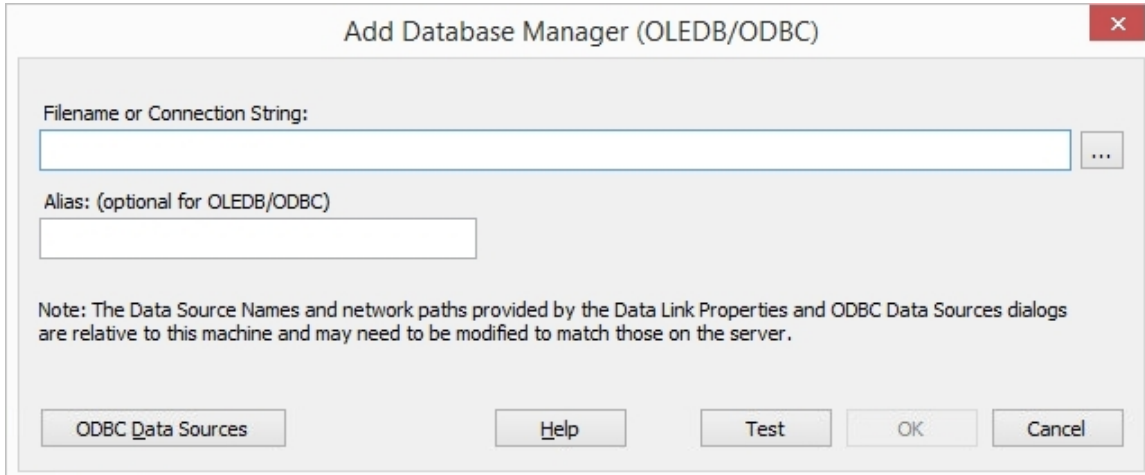 Add Database Manager (OLEDB/ODBC)
Filename or Connection String:
...
Alias: (optional for OLEDB/ODBC)
Note: The Data Source Names and network paths provided by the Data Link Properties and ODBC Data Sources dialogs
are relative to this machine and may need to be modified to match those on the server.
ODBC Data Sources Help Test OK Cancel